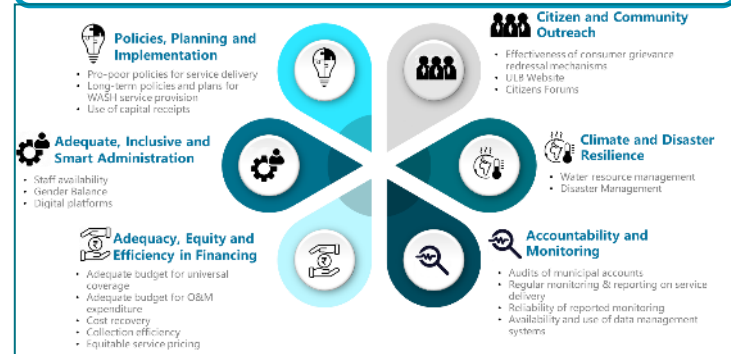 Policies, Planning and
Implementation
• Pro-poor policies for service delivery
• Long-term policies and plans for
WASH service provision
• Use of capital receipts
Adequate, Inclusive and
Smart Administration
• Staff availability
• Gender Balance
• Digital platforms
Adequacy, Equity and
Efficiency in Financing
• Adequate budget for universal
coverage
• Adequate budget for O&M
expenditure
• Cost recovery
• Collection efficiency
• Equitable service pricing
Citizen and Community
Outreach
• Effectiveness of consumer grievance
redressal mechanisms
• ULB Website
• Citizens Forums
Climate and Disaster
Resilience
• Water resource management
• Disaster Management
Accountability and
Monitoring
• Audits of municipal accounts
• Regular monitoring & reporting on service
delivery
• Reliability of reported monitoring
• Availability and use of data management
systems